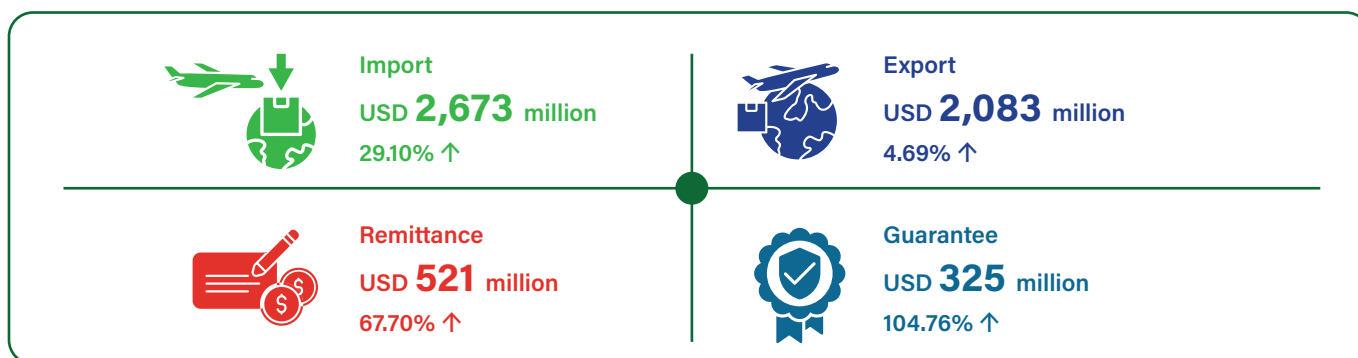 Import
USD 2,673 million
29.10% ↑
Export
USD 2,083 million
4.69% ↑
Remittance
USD 521 million
67.70% ↑
Guarantee
USD 325 million
104.76% ↑